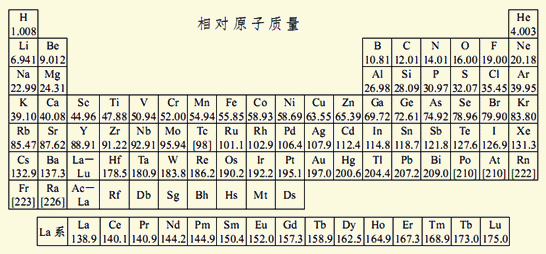 相对原子质量
H He
1.008 4.003
Li Be B C N O F Ne
6.941 9.012 10.81 12.01 14.01 16.00 19.00 20.18
Na Mg Al Si P S Cl Ar
22.99 24.31 26.98 28.09 30.97 32.07 35.45 39.95
K Ca Sc Ti V Cr Mn Fe Co Ni Cu Zn Ga Ge As Se Br Kr
39.10 40.08 44.96 47.88 50.94 52.00 54.94 55.85 58.93 58.69 63.55 65.39 69.72 72.61 74.92 78.96 79.90 83.80
Rb Sr Y Zr Nb Mo Tc Ru Rh Pd Ag Cd In Sn Sb Te I Xe
85.47 87.62 88.91 91.22 92.91 95.94 [98] 101.1 102.9 106.4 107.9 112.4 114.8 118.7 121.8 127.6 126.9 131.3
Cs Ba La－ Hf Ta W Re Os Ir Pt Au Hg Tl Pb Bi Po At Rn
132.9 137.3 Lu 178.5 180.9 183.8 186.2 190.2 192.2 195.1 197.0 200.6 204.4 207.2 209.0 [210] [210] [222]
Fr Ra Ac－ Rf Db Sg Bh Hs Mt Ds
[223] [226] La
La系 La Ce Pr Nd Pm Sm Eu Gd Tb Dy Ho Er Tm Tb Lu
138.9 140.1 140.9 144.2 144.9 150.4 152.0 157.3 158.9 162.5 164.9 167.3 168.9 173.0 175.0